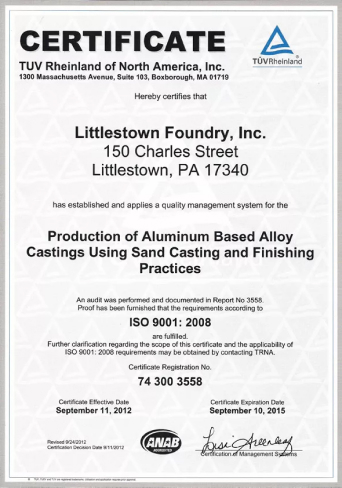 CERTIFICATE
TÜVRheinland
TUV Rheinland of North America, Inc.
1300 Massachusetts Avenue, Suite 103, Boxborough, MA 01719
Hereby certifies that
Littlestown Foundry, Inc.
150 Charles Street
Littlestown, PA 17340
has established and applies a quality management system for the
Production of Aluminum Based Alloy
Castings Using Sand Casting and Finishing
Practices
An audit was performed and documented in Report No 3558.
Proof has been furnished that the requirements according to
ISO 9001: 2008
are fulfilled.
Further clarification regarding the scope of this certificate and the applicability of
ISO 9001: 2008 requirements may be obtained by contacting TRNA.
Certificate Registration No.
74 300 3558
Certificate Effective Date
September 11, 2012
Certificate Expiration Date
September 10, 2015
Revised 9/24/2012
Certification Decision Date 9/11/2012
ANAB
ACCREDITED
Lisa Greenleaf
Certification of Management Systems